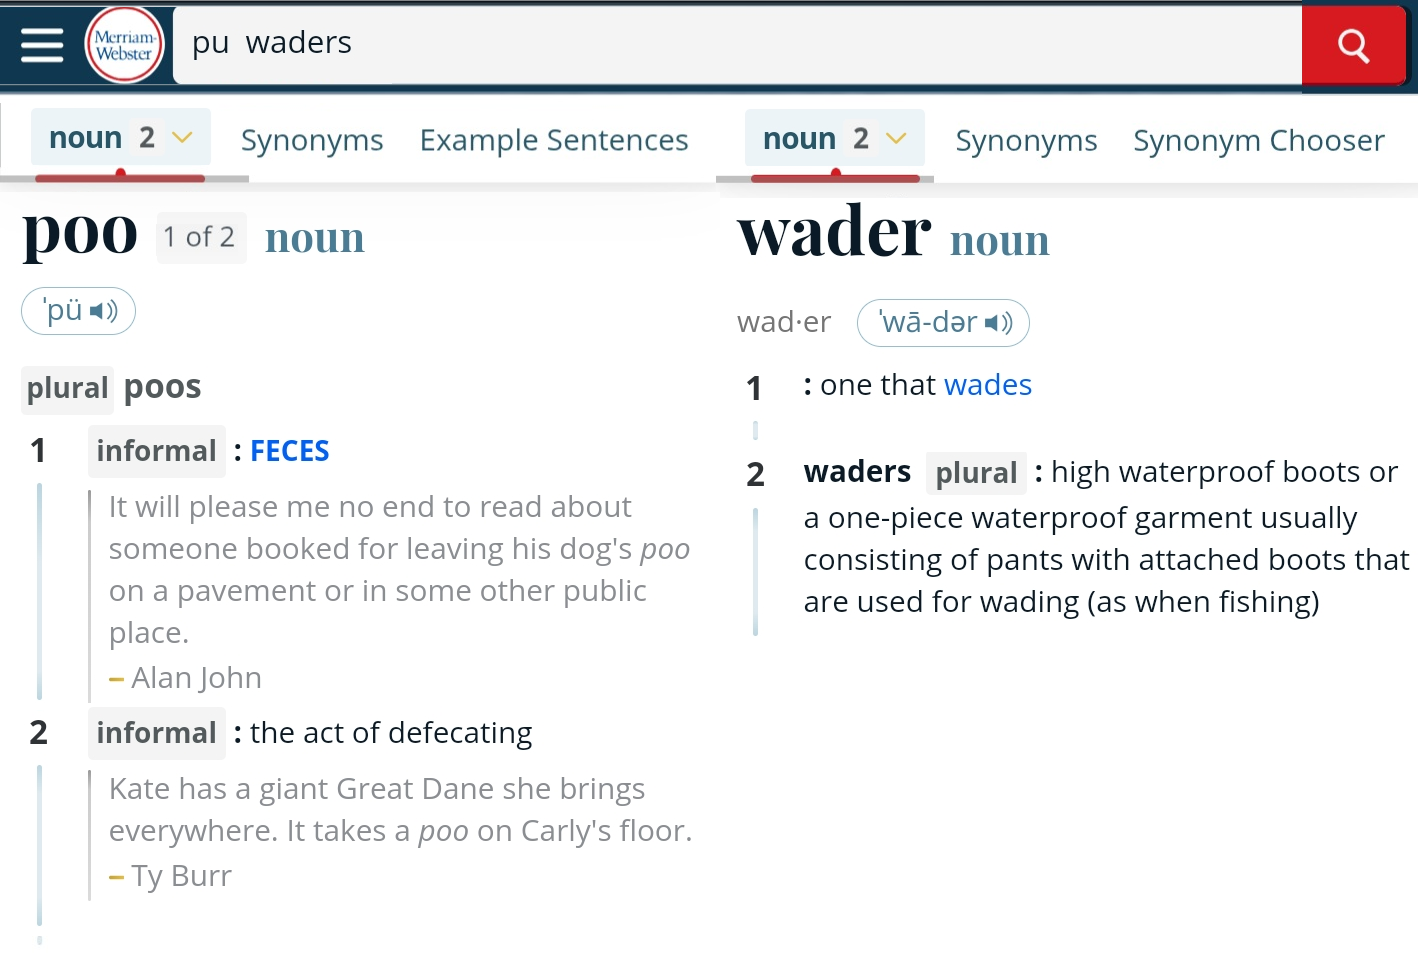 Merriam-
Webster
pu  waders
noun 2
Synonyms
Example Sentences
noun 2
Synonyms
Synonym Chooser
poo 1 of 2 noun
ˈpü
plural poos
1 informal : FECES
It will please me no end to read about
someone booked for leaving his dog's poo
on a pavement or in some other public
place.
– Alan John
2 informal : the act of defecating
Kate has a giant Great Dane she brings
everywhere. It takes a poo on Carly's floor.
– Ty Burr
wader noun
wad·er ˈwā-dər
1 : one that wades
2 waders plural : high waterproof boots or
a one-piece waterproof garment usually
consisting of pants with attached boots that
are used for wading (as when fishing)